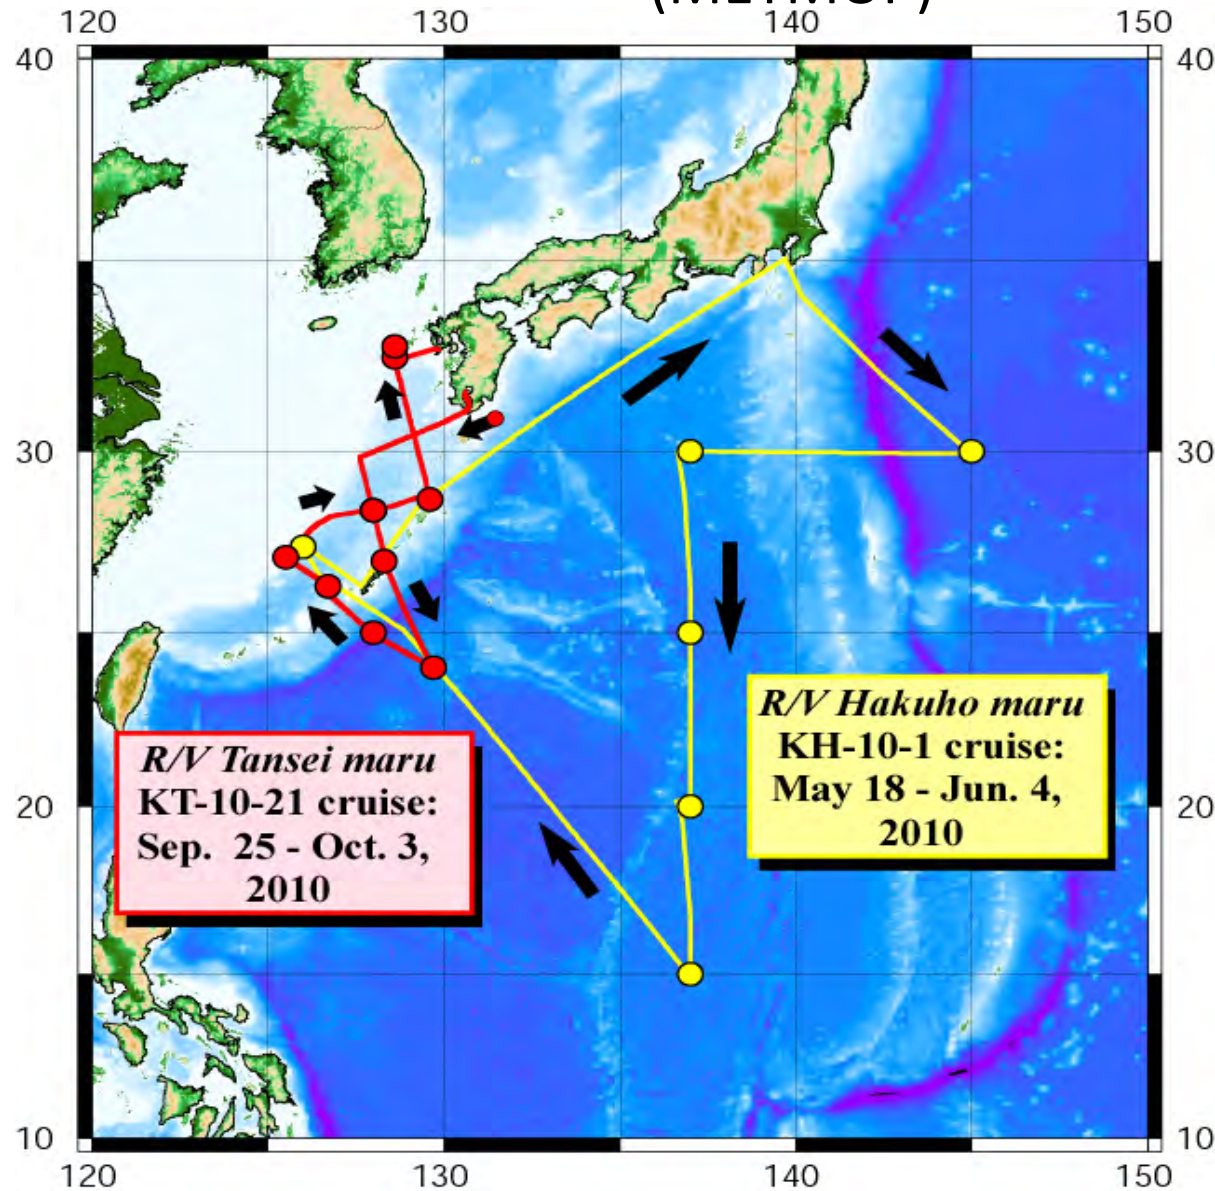 (METMOP)
120 130 140 150
40 40
30 30
R/V Hakuho maru
KH-10-1 cruise:
May 18 - Jun. 4,
2010
R/V Tansei maru
KT-10-21 cruise:
Sep. 25 - Oct. 3,
2010
20 20
10 10
120 130 140 150